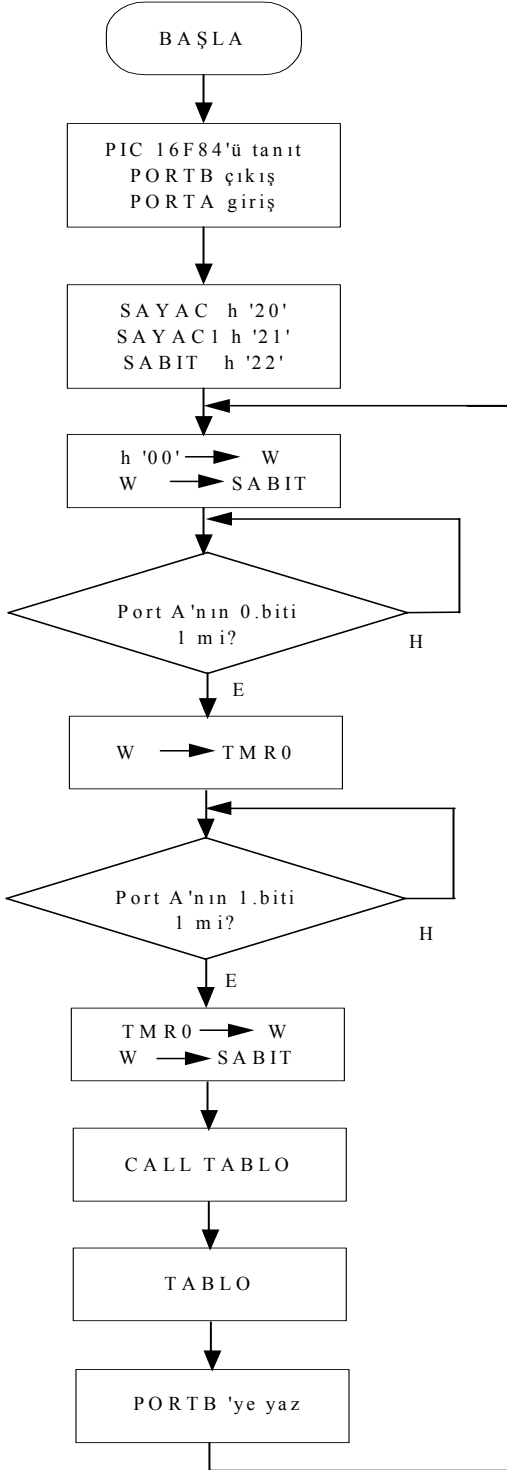 BAŞLA
PIC 16F84'ü tanıt
PORTB çıkış
PORTA giriş
SAYAC h '20'
SAYAC1 h '21'
SABIT h '22'
h '00' W
W SABIT
Port A'nın 0.biti
1 mi?
H
E
W TMR0
Port A'nın 1.biti
1 mi?
H
E
TMR0 W
W SABIT
CALL TABLO
TABLO
PORTB 'ye yaz